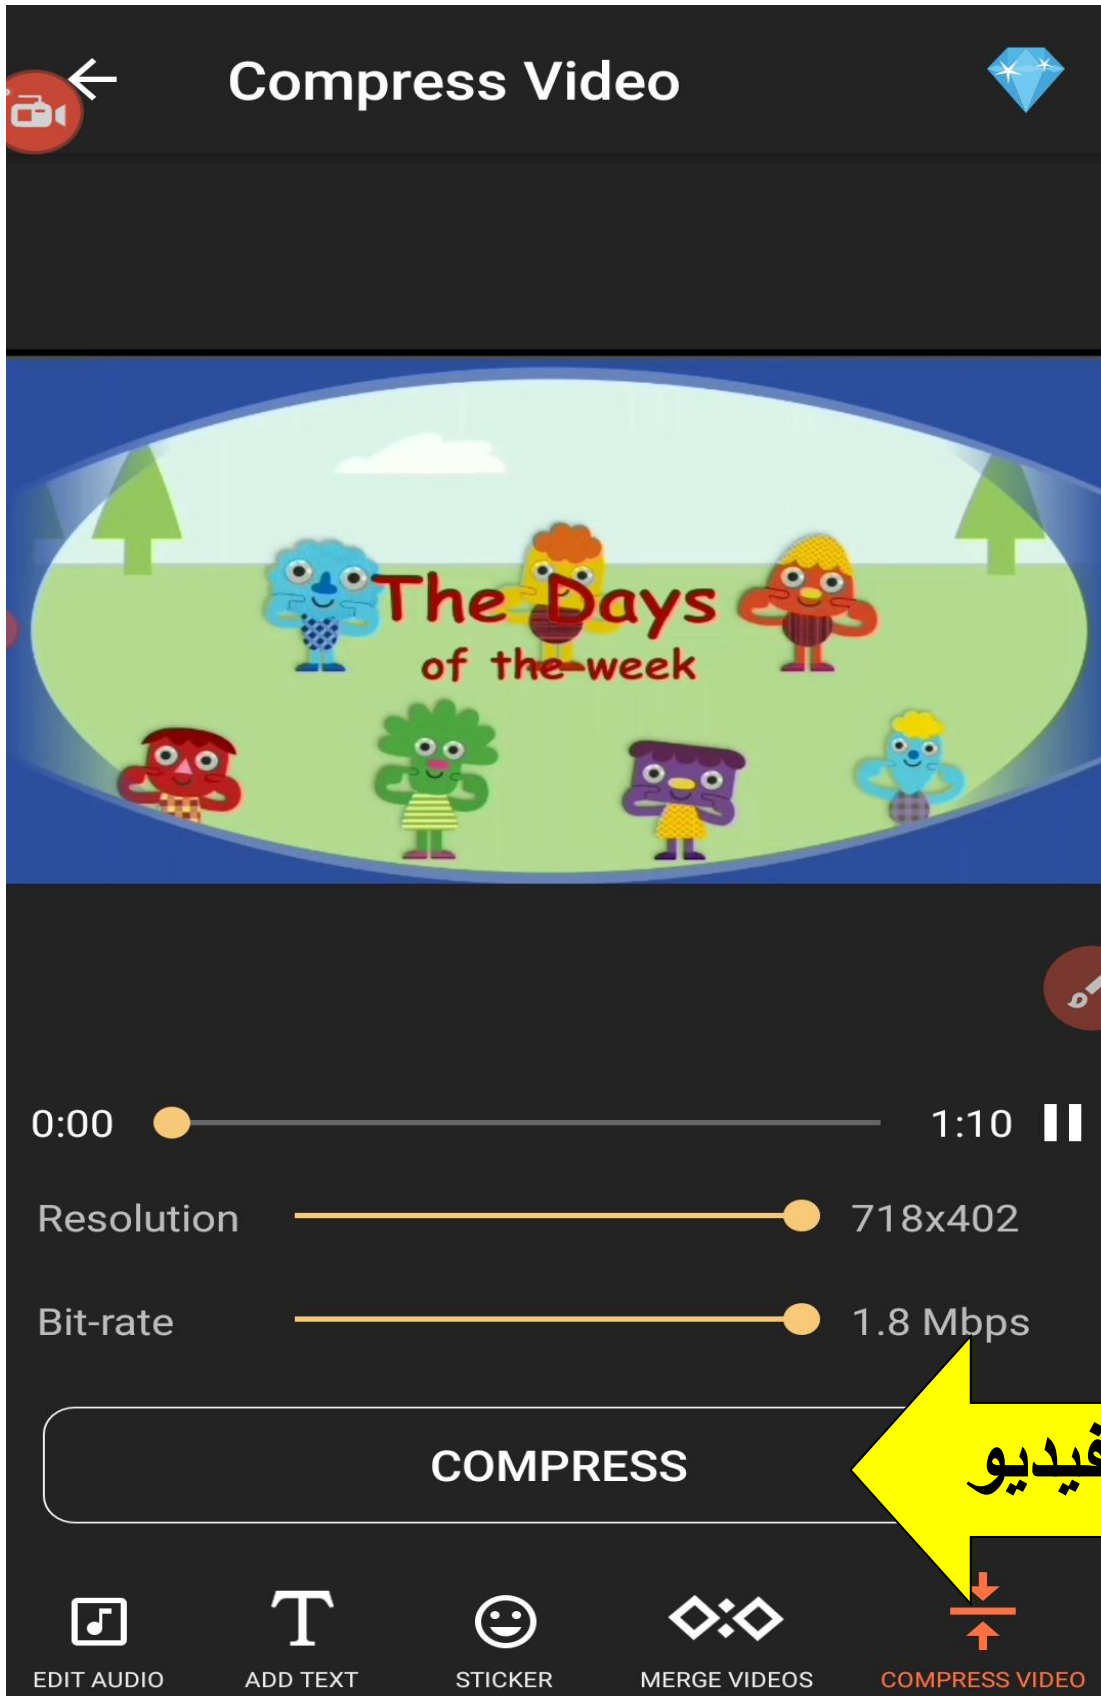 Compress Video
The Days
of the week
0:00
1:10
Resolution
718x402
Bit-rate
1.8 Mbps
COMPRESS
فيديو
EDIT AUDIO
ADD TEXT
STICKER
MERGE VIDEOS
COMPRESS VIDEO